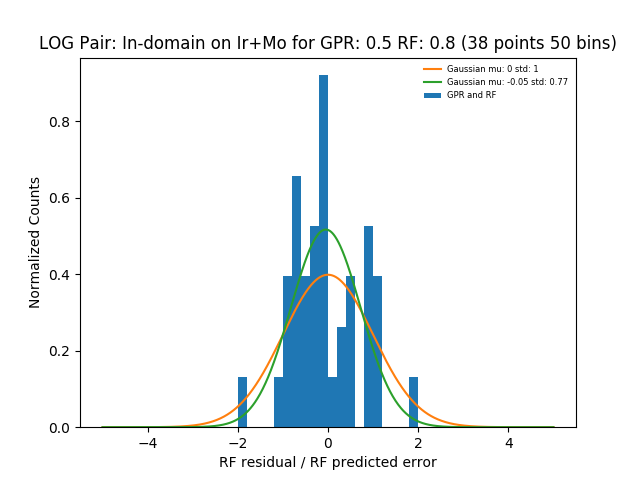 LOG Pair: In-domain on Ir+Mo for GPR: 0.5 RF: 0.8 (38 points 50 bins)
Gaussian mu: 0 std: 1
Gaussian mu: -0.05 std: 0.77
GPR and RF
Normalized Counts
0.8
0.6
0.4
0.2
0.0
−4
−2
0
2
4
RF residual / RF predicted error